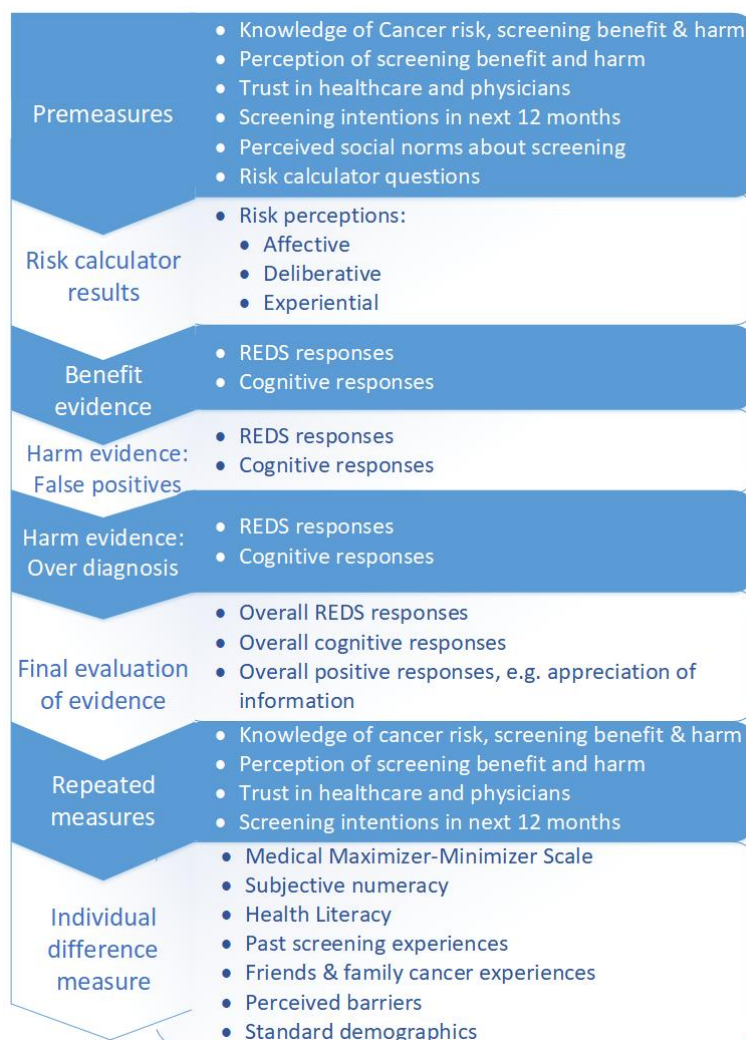 Premeasures
• Knowledge of Cancer risk, screening benefit & harm
• Perception of screening benefit and harm
• Trust in healthcare and physicians
• Screening intentions in next 12 months
• Perceived social norms about screening
• Risk calculator questions
Risk calculator
results
• Risk perceptions:
• Affective
• Deliberative
• Experiential
Benefit
evidence
• REDS responses
• Cognitive responses
Harm evidence:
False positives
• REDS responses
• Cognitive responses
Harm evidence:
Over diagnosis
• REDS responses
• Cognitive responses
Final evaluation
of evidence
• Overall REDS responses
• Overall cognitive responses
• Overall positive responses, e.g. appreciation of
information
Repeated
measures
• Knowledge of cancer risk, screening benefit & harm
• Perception of screening benefit and harm
• Trust in healthcare and physicians
• Screening intentions in next 12 months
Individual
difference
measure
• Medical Maximizer-Minimizer Scale
• Subjective numeracy
• Health Literacy
• Past screening experiences
• Friends & family cancer experiences
• Perceived barriers
• Standard demographics